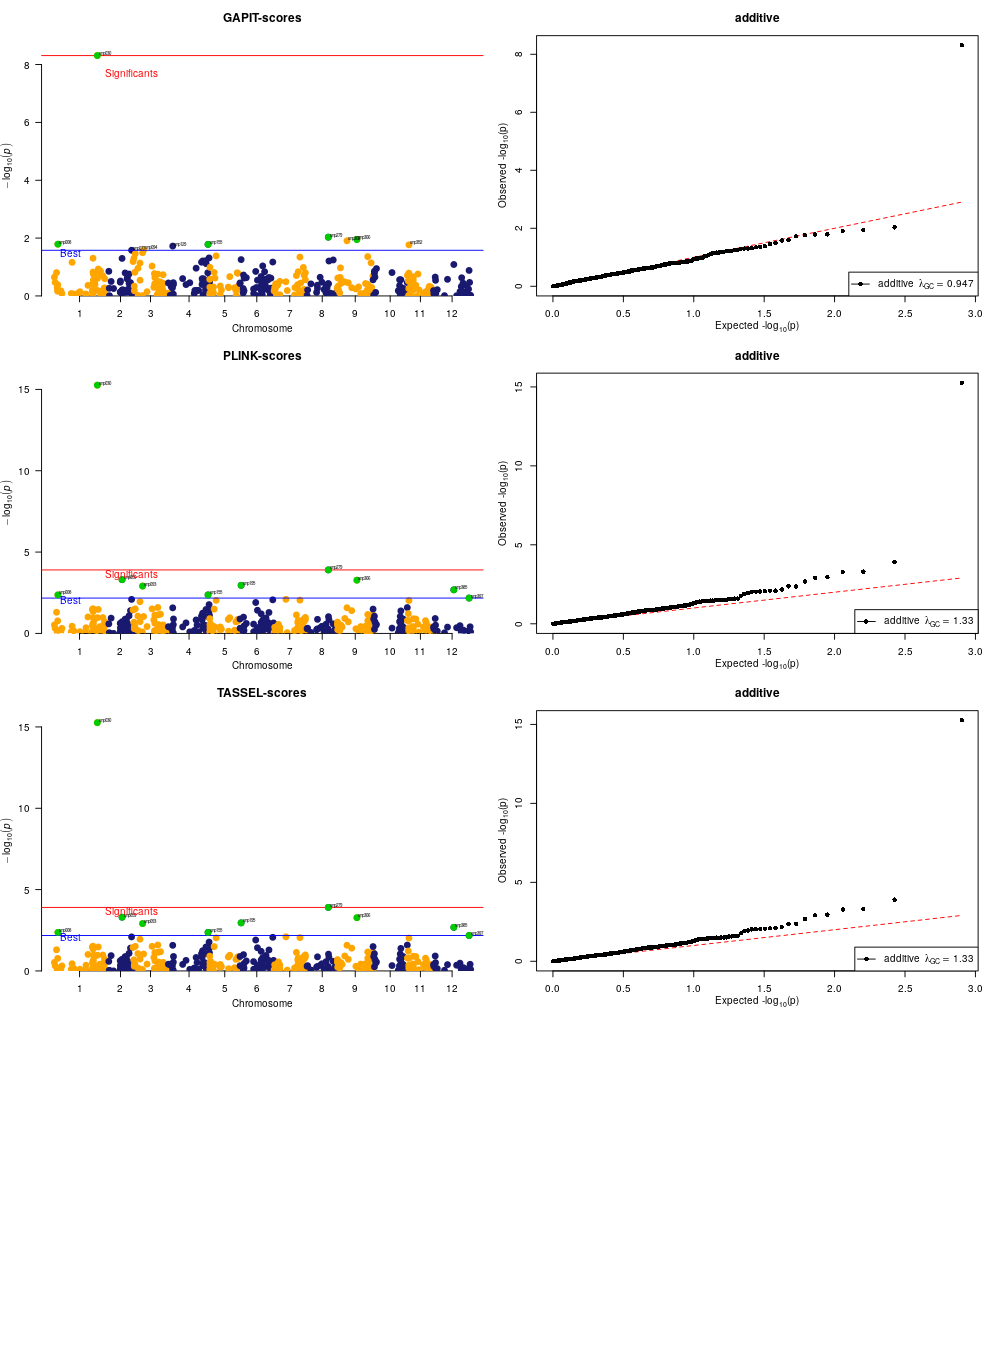 GAPIT-scores
− log10(p)
8
6
4
2
0
Significants
Best
1 2 3 4 5 6 7 8 9 10 11 12
Chromosome
additive
Observed -log10(p)
8
6
4
2
0
additive λGC = 0.947
0.0 0.5 1.0 1.5 2.0 2.5 3.0
Expected -log10(p)
PLINK-scores
− log10(p)
15
10
5
0
Significants
Best
1 2 3 4 5 6 7 8 9 10 11 12
Chromosome
additive
Observed -log10(p)
15
10
5
0
additive λGC = 1.33
0.0 0.5 1.0 1.5 2.0 2.5 3.0
Expected -log10(p)
TASSEL-scores
− log10(p)
15
10
5
0
Significants
Best
1 2 3 4 5 6 7 8 9 10 11 12
Chromosome
additive
Observed -log10(p)
15
10
5
0
additive λGC = 1.33
0.0 0.5 1.0 1.5 2.0 2.5 3.0
Expected -log10(p)